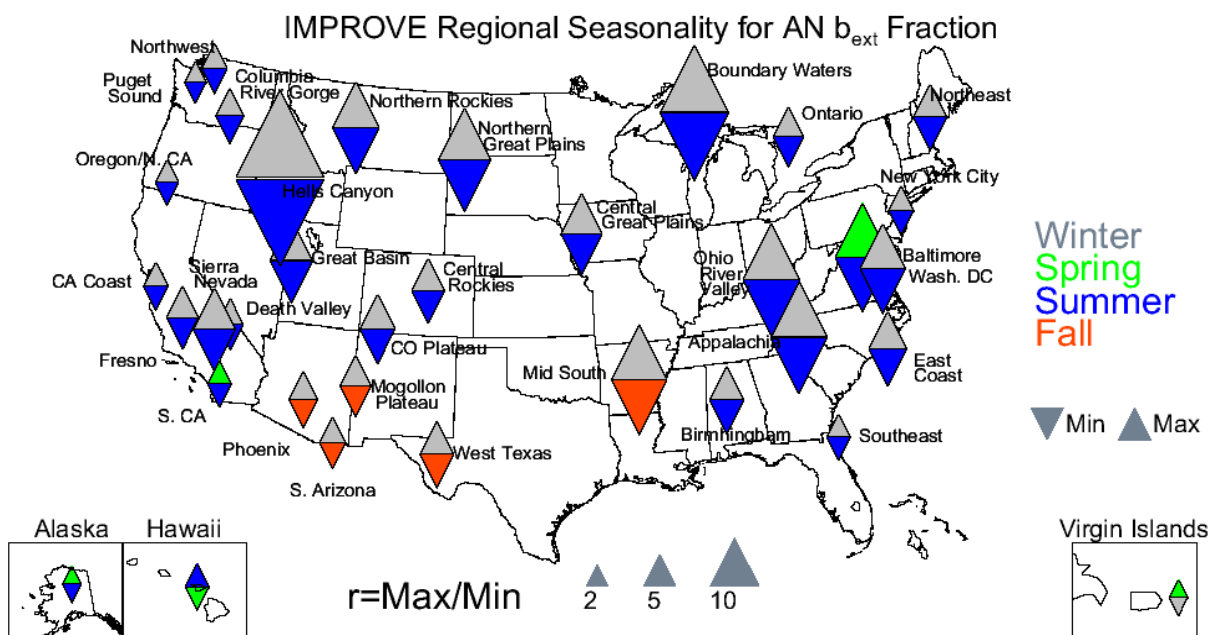 IMPROVE Regional Seasonality for AN bext Fraction
Northwest
Puget
Sound
Columbia
River Gorge
Northern Rockies
Northern
Great Plains
Boundary Waters
Ontario
Northeast
Oregon/N. CA
Hells Canyon
New York City
Central
Great Plains
Great Basin
CA Coast
Sierra
Nevada
Death Valley
Central
Rockies
Ohio
River
Valley
Baltimore
Wash. DC
Fresno
CO Plateau
Appalachia
East
Coast
Mid South
S. CA
Mogollon
Plateau
Phoenix
West Texas
Birmhingham
Southeast
S. Arizona
Winter
Spring
Summer
Fall
Min
Max
Alaska
Hawaii
Virgin Islands
r=Max/Min
2
5
10